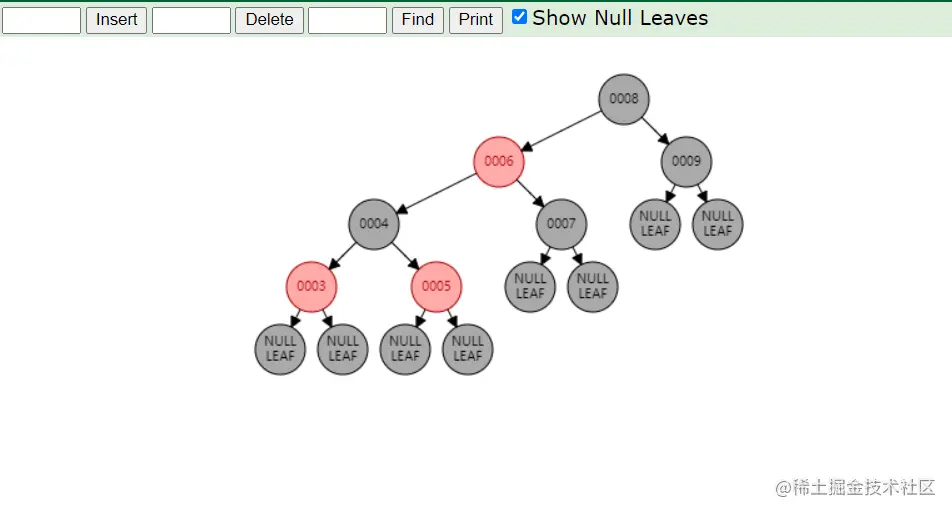 Insert Delete Find Print Show Null Leaves
0008
0006
0009
0004
0007
NULL
LEAF
NULL
LEAF
0003
0005
NULL
LEAF
NULL
LEAF
NULL
LEAF
NULL
LEAF
NULL
LEAF
NULL
LEAF
@稀土掘金技术社区